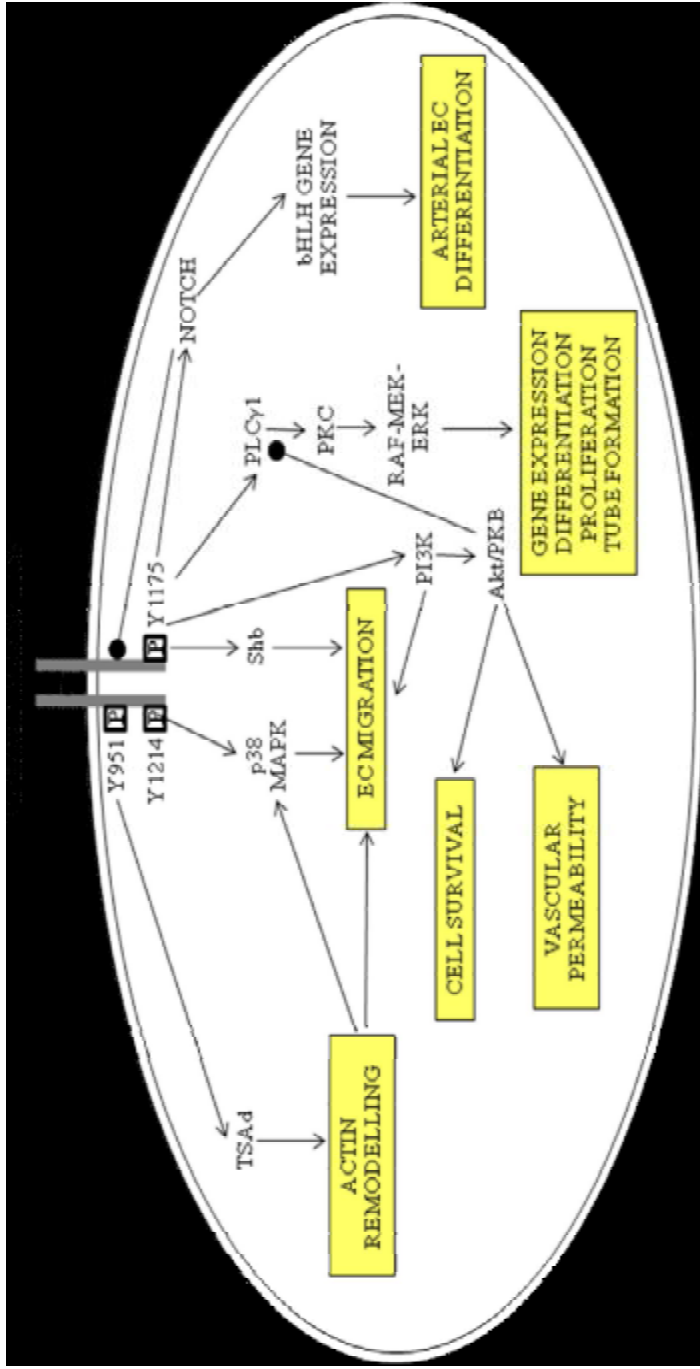 P
Y951
P
Y1214
P
Y1175
NOTCH
TSAd
p38
MAPK
Shb
PLCγ1
PKC
bHLH GENE
EXPRESSION
ACTIN
REMODELLING
EC MIGRATION
PI3K
RAF-MEK-
ERK
ARTERIAL EC
DIFFERENTIATION
Akt/PKB
CELL SURVIVAL
VASCULAR
PERMEABILITY
GENE EXPRESSION
DIFFERENTIATION
PROLIFERATION
TUBE FORMATION